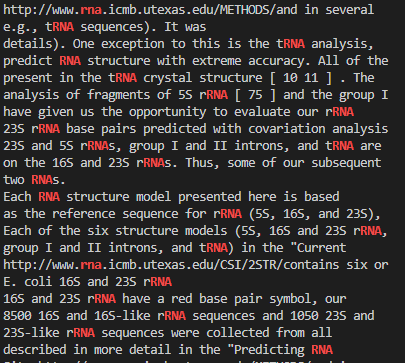 http://www.rna.icmb.utexas.edu/METHODS/and in several
e.g., tRNA sequences). It was
details). One exception to this is the tRNA analysis,
predict RNA structure with extreme accuracy. All of the
present in the tRNA crystal structure [ 10 11 ] . The
analysis of fragments of 5S rRNA [ 75 ] and the group I
have given us the opportunity to evaluate our rRNA
23S rRNA base pairs predicted with covariation analysis
23S and 5S rRNAs, group I and II introns, and tRNA are
on the 16S and 23S rRNAs. Thus, some of our subsequent
two RNAs.
Each RNA structure model presented here is based
as the reference sequence for rRNA (5S, 16S, and 23S),
Each of the six structure models (5S, 16S and 23S rRNA,
group I and II introns, and tRNA) in the "Current
http://www.rna.icmb.utexas.edu/CSI/2STR/contains six or
E. coli 16S and 23S rRNA
16S and 23S rRNA have a red base pair symbol, our
8500 16S and 16S-like rRNA sequences and 1050 23S and
23S-like rRNA sequences were collected from all
described in more detail in the "Predicting RNA